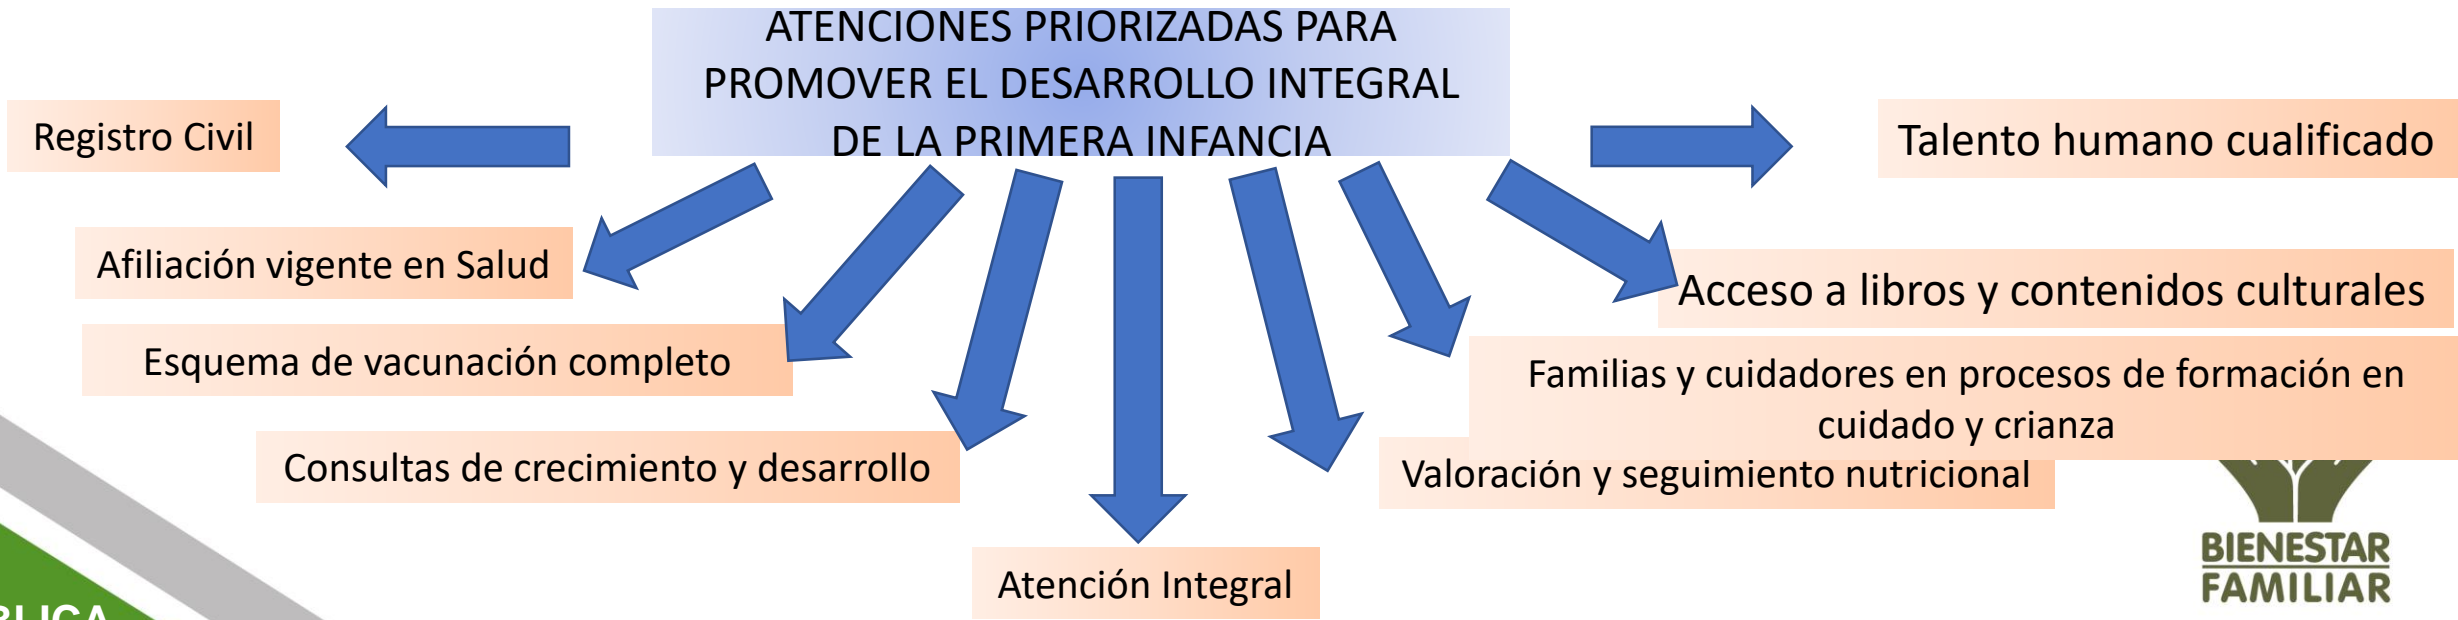 ATENCIONES PRIORIZADAS PARA
PROMOVER EL DESARROLLO INTEGRAL
DE LA PRIMERA INFANCIA
Registro Civil
Talento humano cualificado
Afiliación vigente en Salud
Acceso a libros y contenidos culturales
Esquema de vacunación completo
Familias y cuidadores en procesos de formación en
cuidado y crianza
Consultas de crecimiento y desarrollo
Valoración y seguimiento nutricional
Atención Integral
BIENESTAR
FAMILIAR